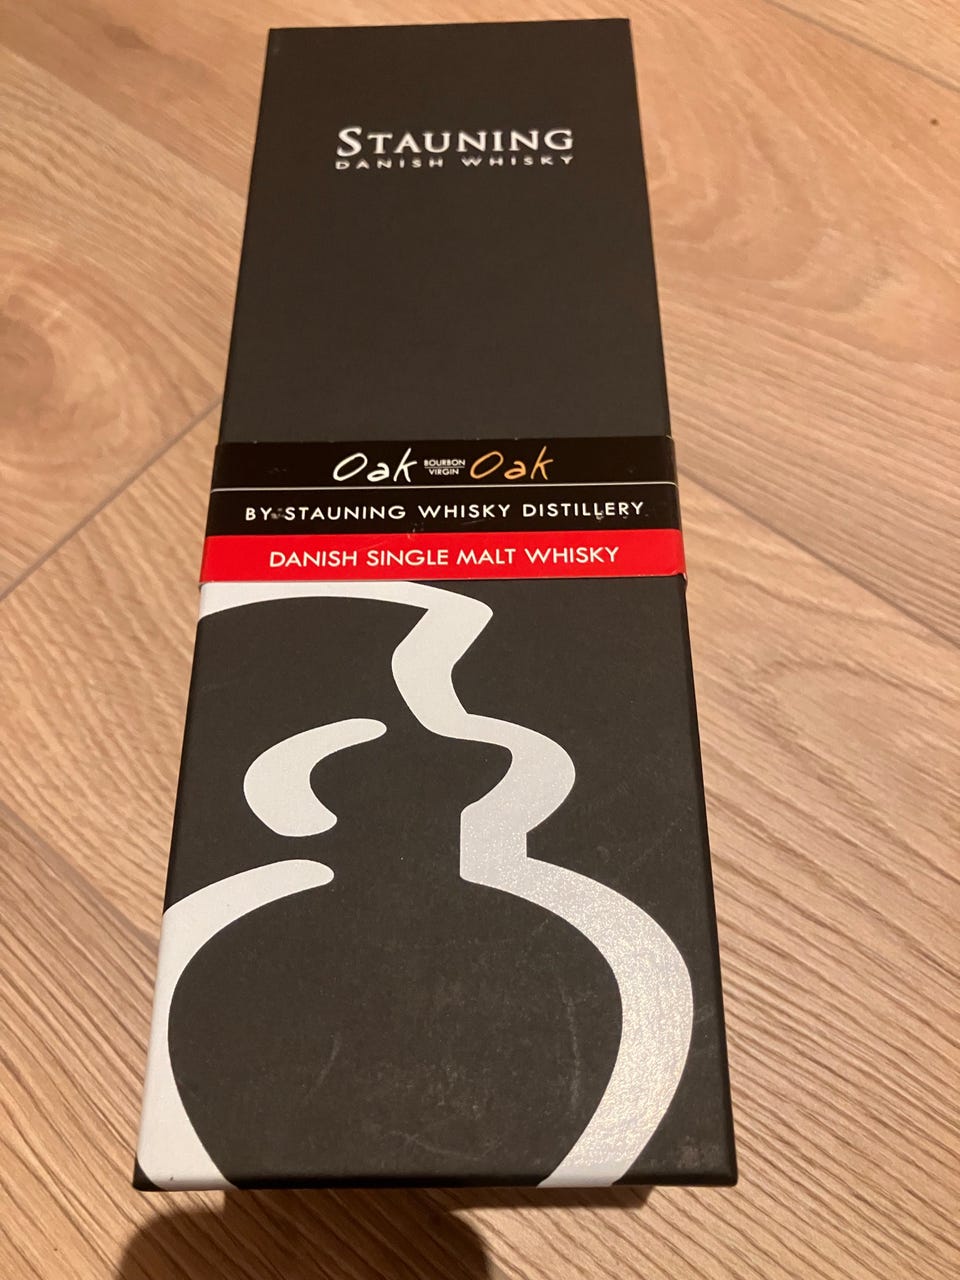 STAUNING
DANISH WHISKY
Oak BOURBON Oak
VIRGIN
BY STAUNING WHISKY DISTILLERY
DANISH SINGLE MALT WHISKY